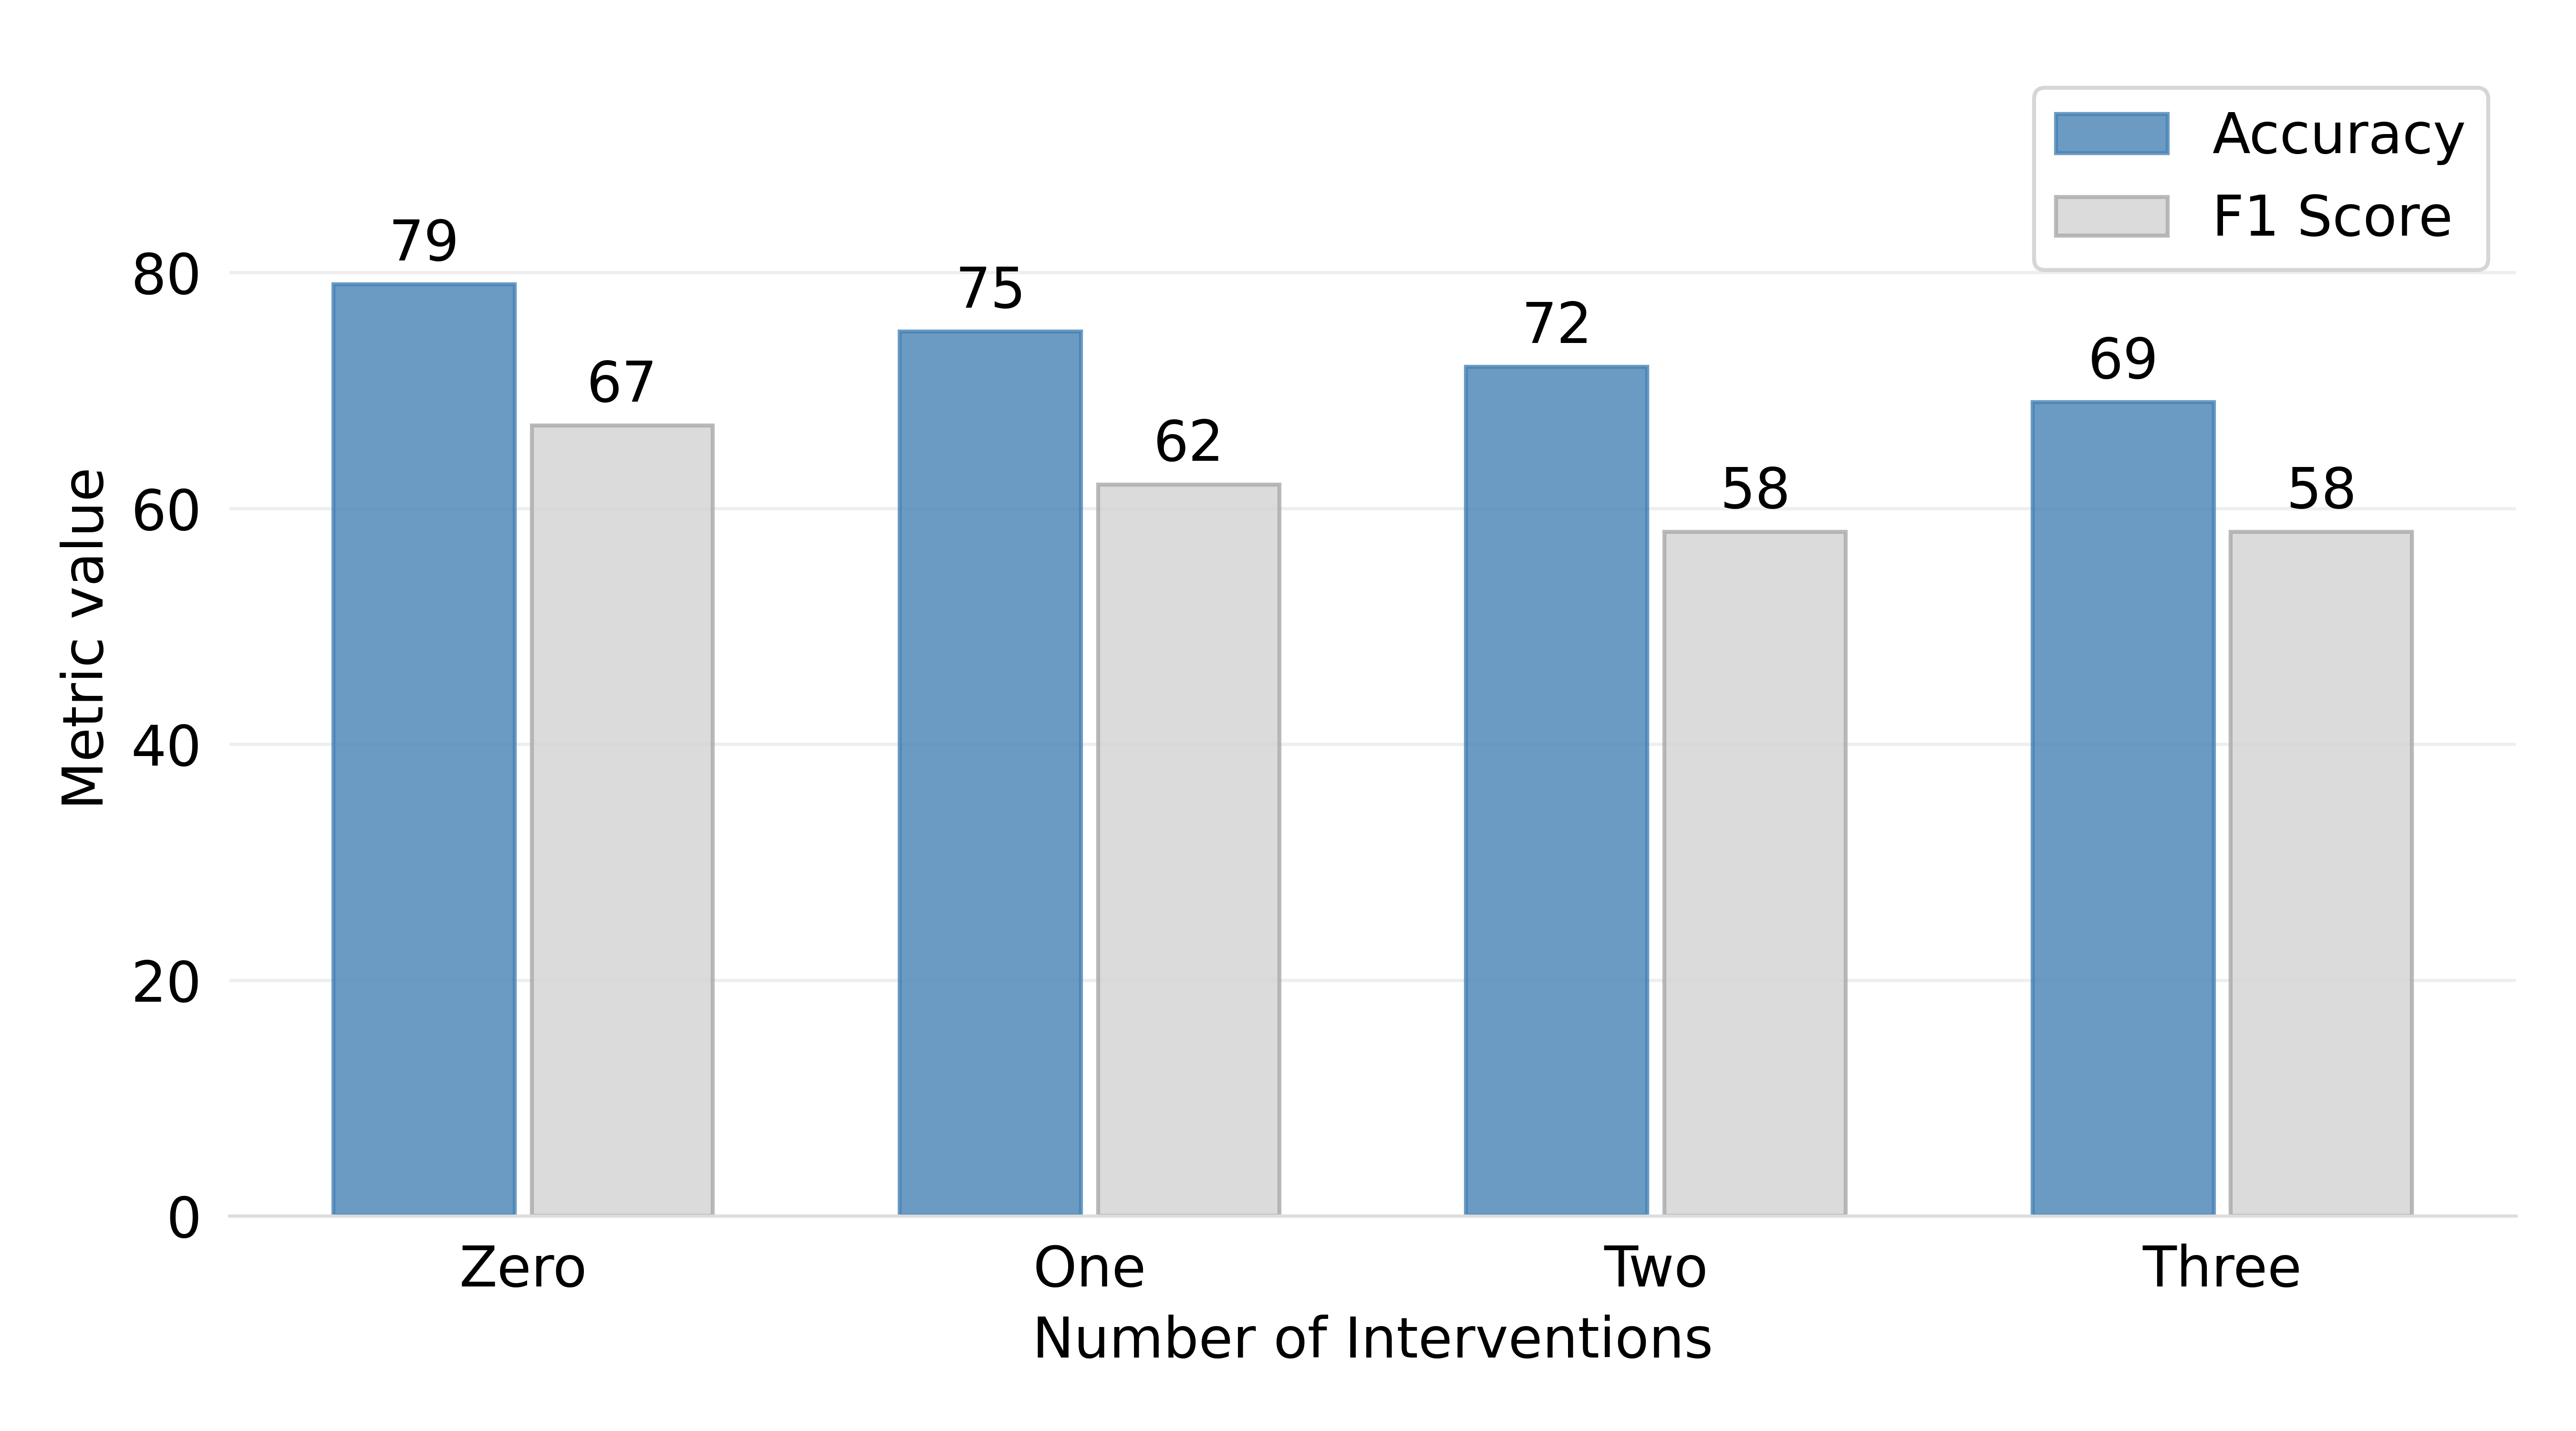 Accuracy
F1 Score
79
67
75
62
72
58
69
58
80
60
40
20
0
Metric value
Zero
One
Two
Three
Number of Interventions